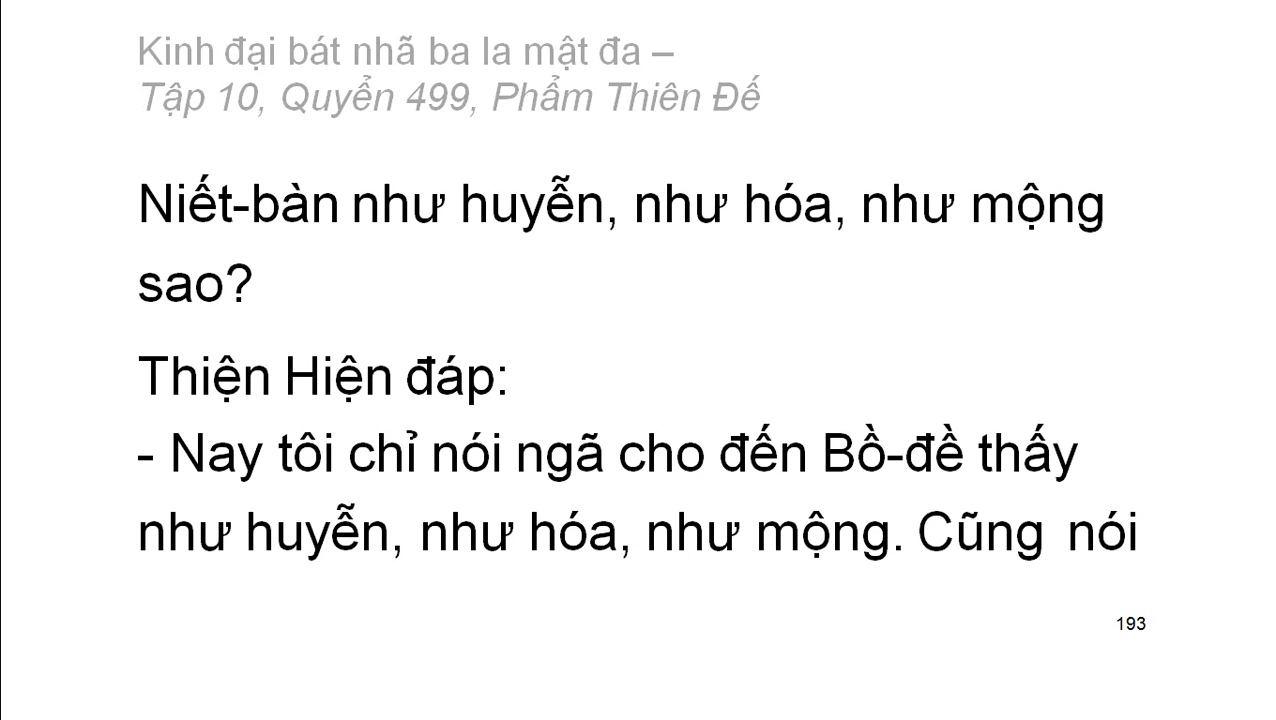 Kinh đại bát nhã ba la mật đa –
Tập 10, Quyển 499, Phẩm Thiên Đế
Niết-bàn như huyễn, như hóa, như mộng
sao?
Thiện Hiện đáp:
- Nay tôi chỉ nói ngã cho đến Bồ-đề thấy
như huyễn, như hóa, như mộng. Cũng nói
193